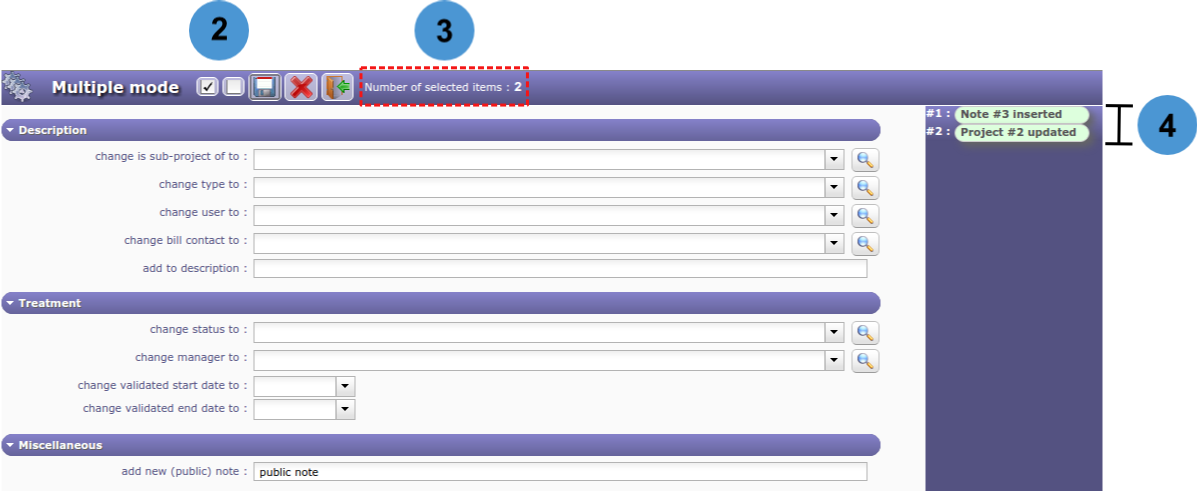 2
3
Multiple mode
Number of selected items : 2
#1 : Note #3 inserted
#2 : Project #2 updated
4
Description
change is sub-project of to :
change type to :
change user to :
change bill contact to :
add to description :
Treatment
change status to :
change manager to :
change validated start date to :
change validated end date to :
Miscellaneous
add new (public) note : public note